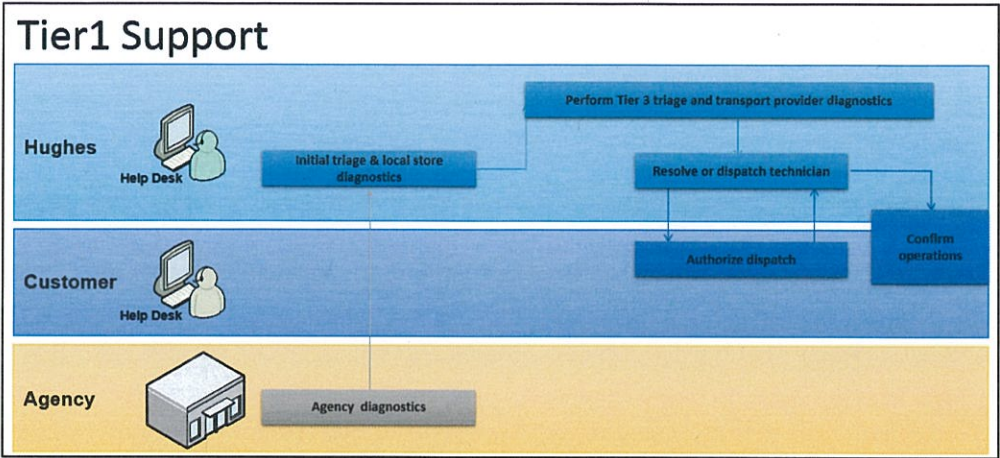 Tier1 Support
Hughes
Help Desk
Initial triage & local store
diagnostics
Perform Tier 3 triage and transport provider diagnostics
Resolve or dispatch technician
Confirm
operations
Customer
Help Desk
Authorize dispatch
Agency
Agency diagnostics